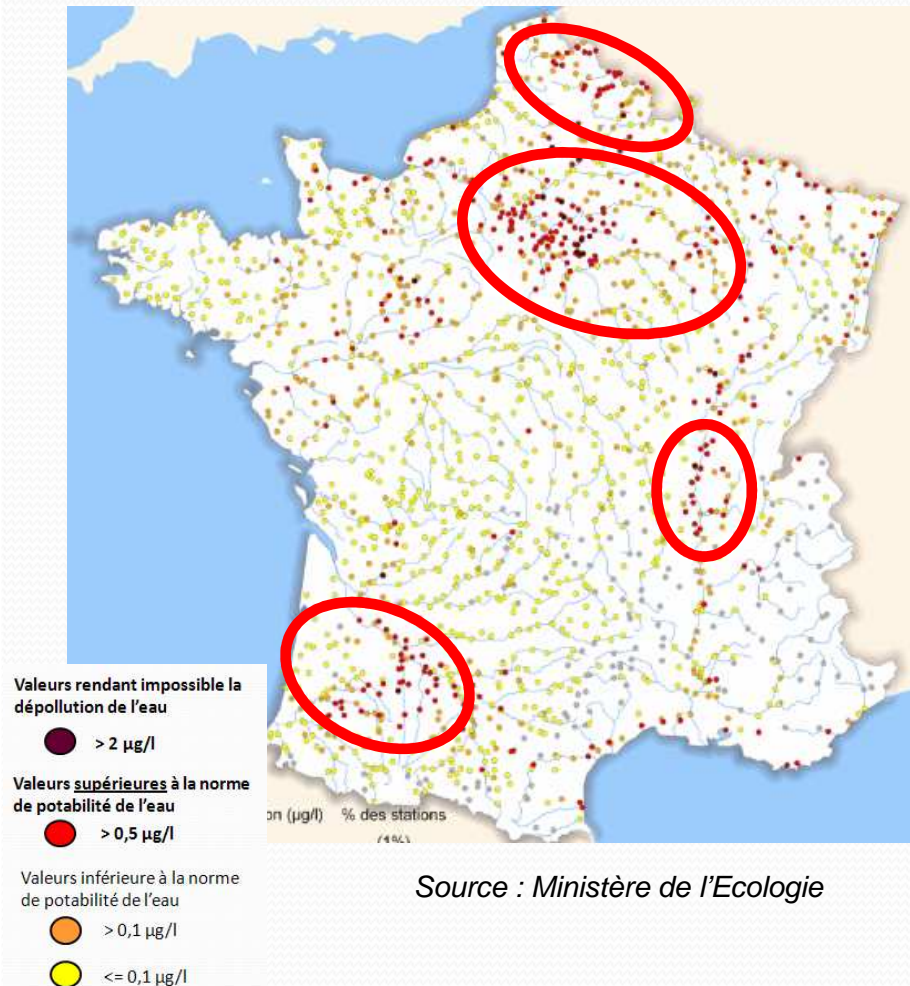 on (µg/l) % des stations
(1%)
Valeurs rendant impossible la
dépollution de l'eau
> 2 µg/l
Valeurs supérieures à la norme
de potabilité de l'eau
> 0,5 µg/l
Valeurs inférieure à la norme
de potabilité de l'eau
> 0,1 µg/l
<= 0,1 µg/l
Source : Ministère de l'Ecologie